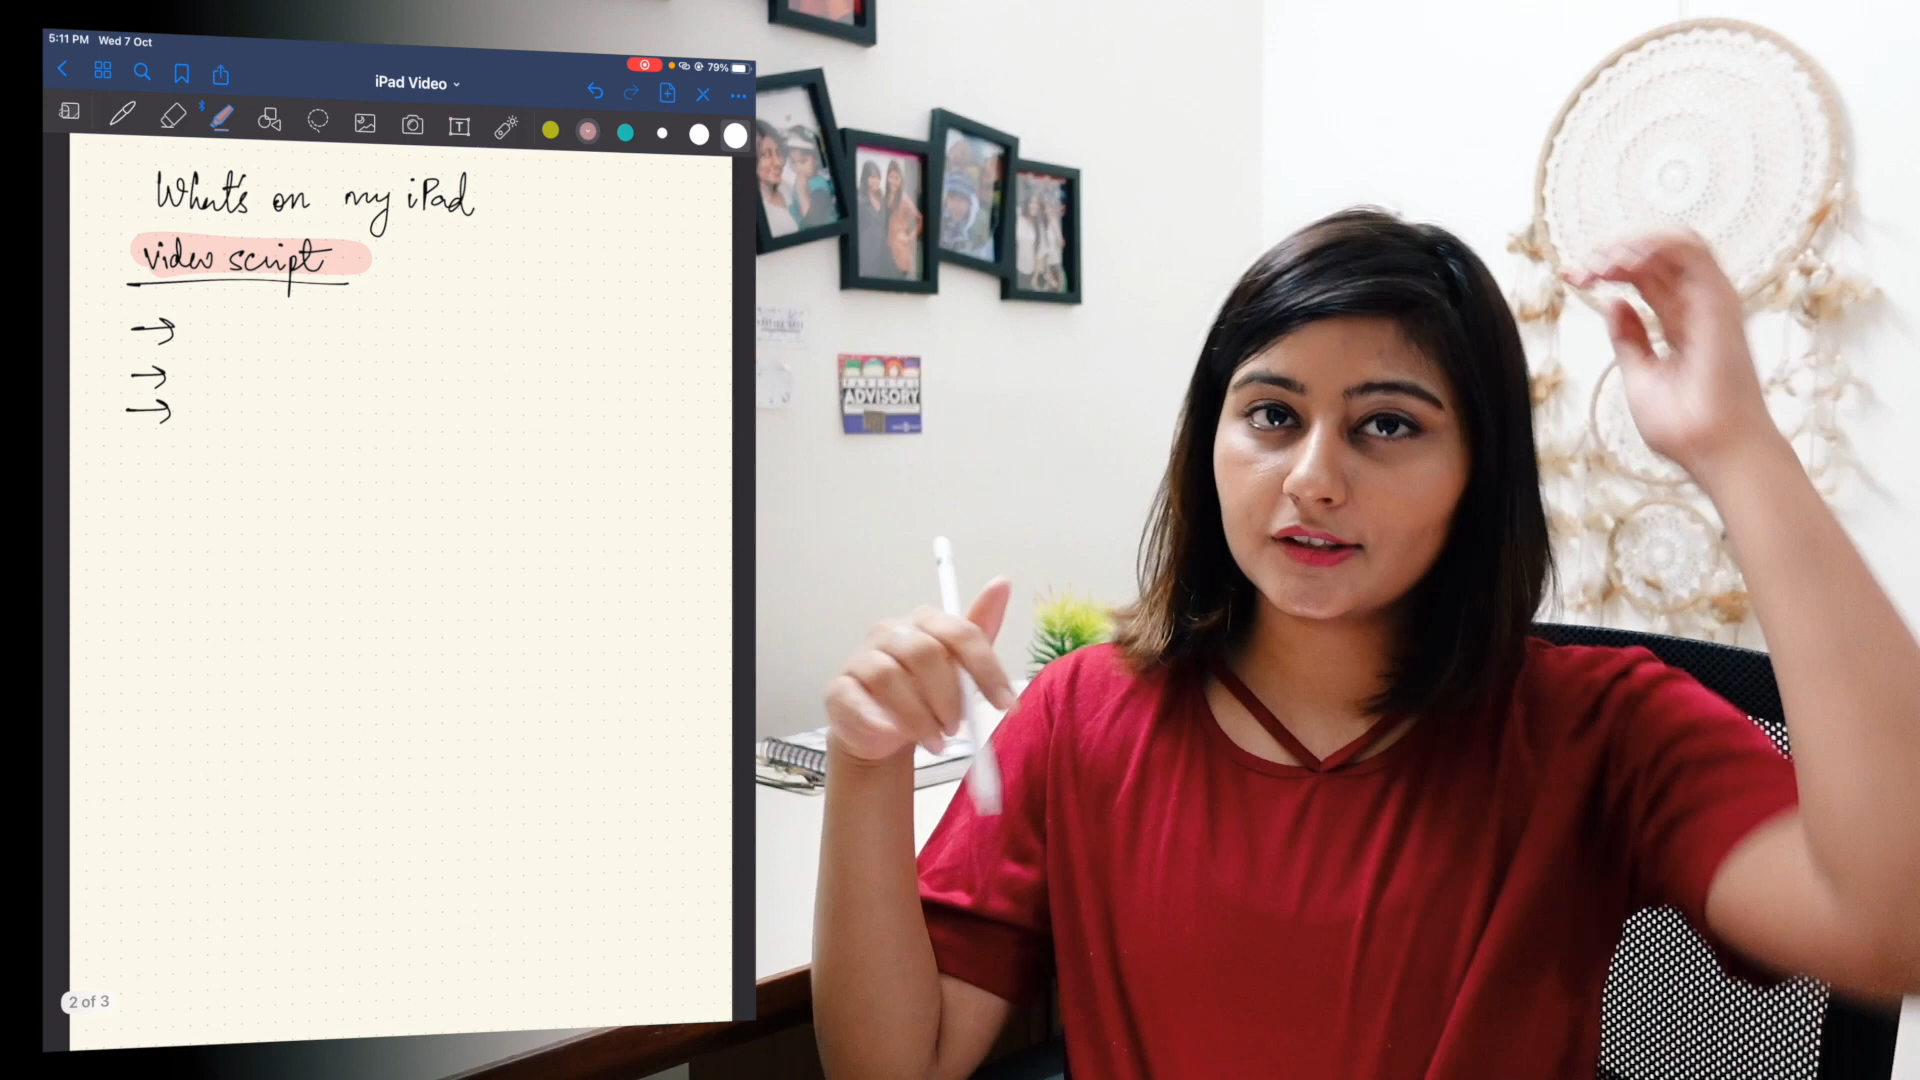 5:11 PM Wed 7 Oct
79%
iPad Video
T
What's on my iPad
video script
→
→
→
2 of 3
ADVISORY